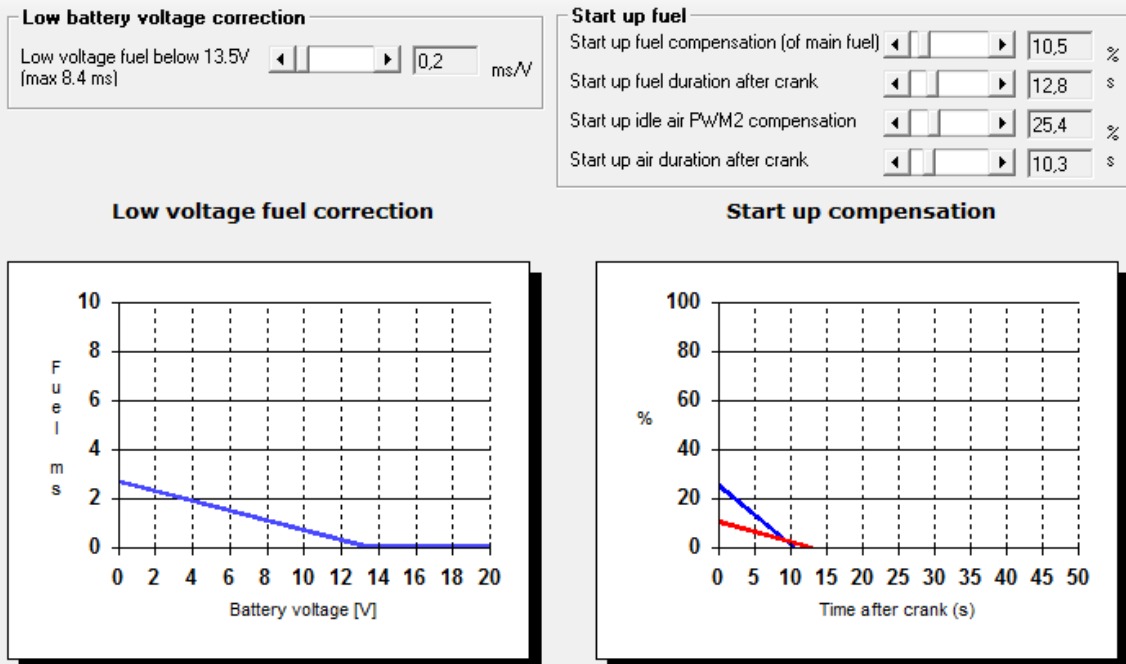 Low battery voltage correction
Low voltage fuel below 13.5V
(max 8.4 ms)
0,2
ms/V
Start up fuel
Start up fuel compensation (of main fuel)
10,5
%
Start up fuel duration after crank
12,8
s
Start up idle air PWM2 compensation
25,4
%
Start up air duration after crank
10,3
s
Low voltage fuel correction
10
8
6
4
2
0
Fuel ms
0 2 4 6 8 10 12 14 16 18 20
Battery voltage [V]
Start up compensation
100
80
60
40
20
0
%
0 5 10 15 20 25 30 35 40 45 50
Time after crank (s)